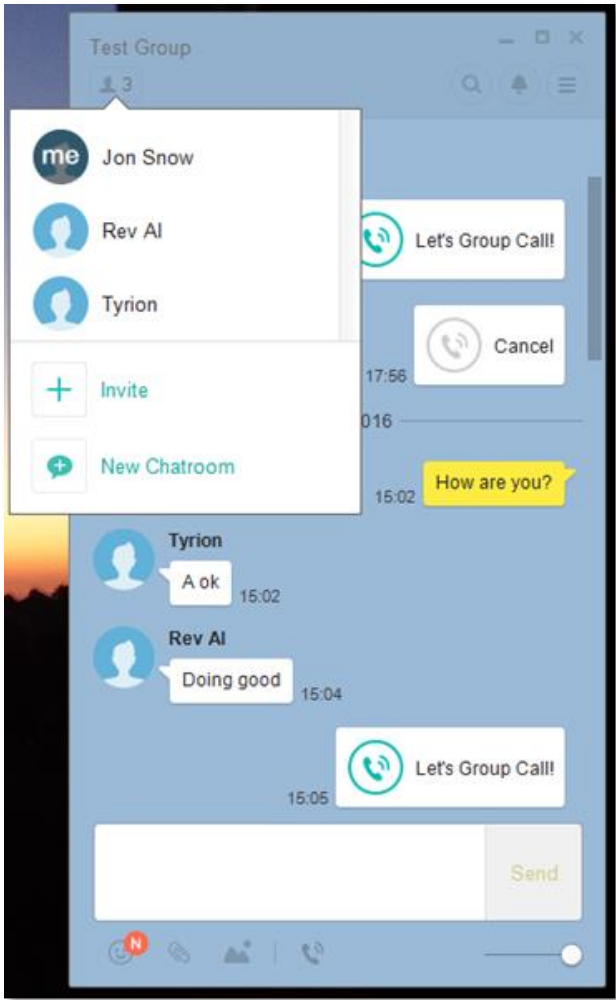 Test Group
3
me Jon Snow
Rev Al
Tyrion
Invite
New Chatroom
Let's Group Call!
Cancel
17:56
016
How are you?
15:02
Tyrion
A ok
15:02
Rev Al
Doing good
15:04
Let's Group Call!
15:05
Send
N